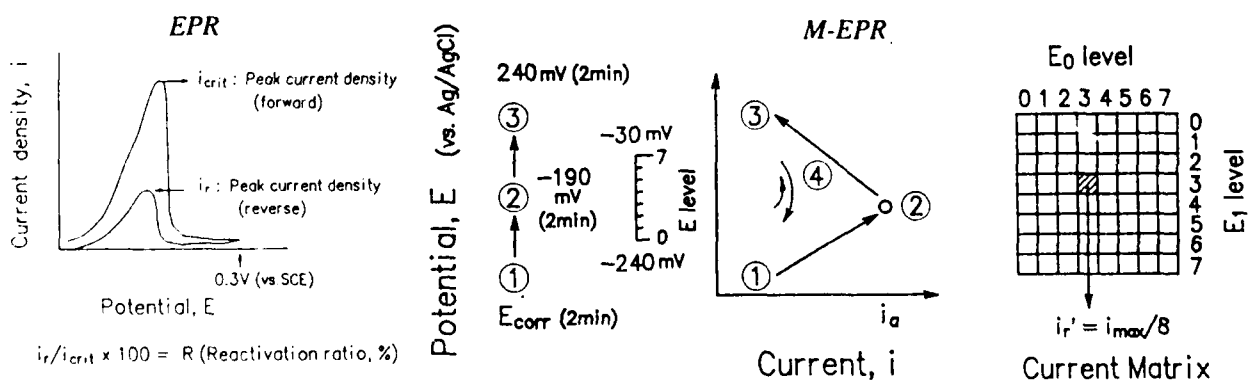 EPR
Current density, i
i_crit : Peak current density
(forward)
i_r : Peak current density
(reverse)
0.3V (vs SCE)
Potential, E
i_r/i_crit x 100 = R (Reactivation ratio, %)
M-EPR
Potential, E (vs. Ag/AgCl)
240 mV (2min)
③
②
-190
mV
(2min)
①
E_corr (2min)
-30 mV
7
E level
0
-240 mV
③
④
②
①
i_a
Current, i
E_0 level
0 1 2 3 4 5 6 7
0
1
2
3
4
5
6
7
E_1 level
i_r' = i_max/8
Current Matrix